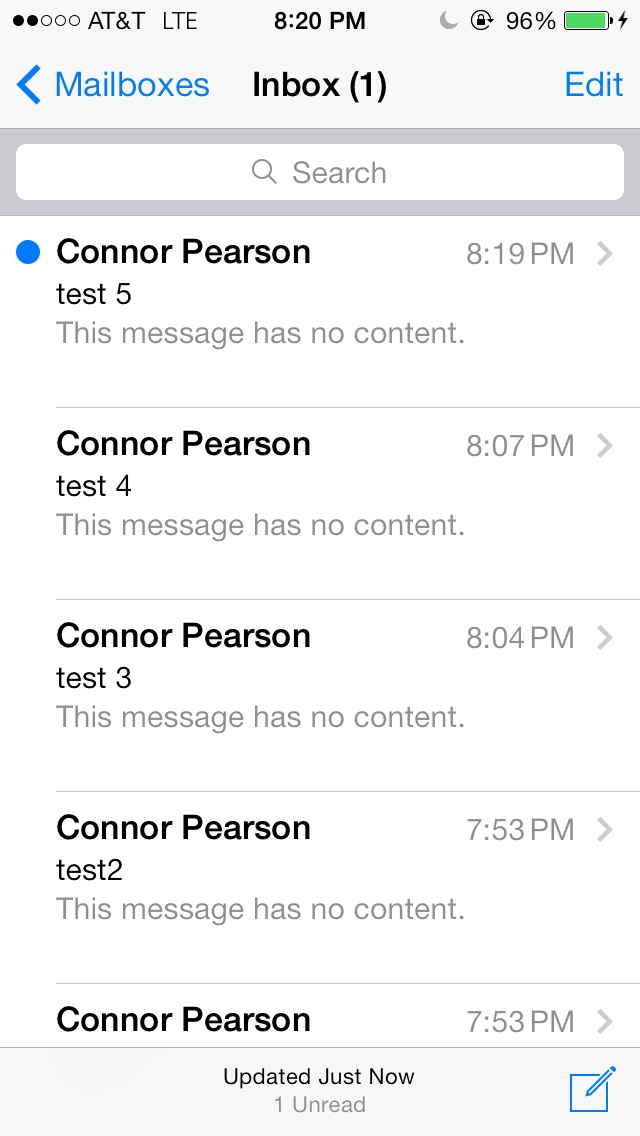 AT&T LTE 8:20 PM 96%
Mailboxes Inbox (1) Edit
Search
Connor Pearson 8:19 PM
test 5
This message has no content.
Connor Pearson 8:07 PM
test 4
This message has no content.
Connor Pearson 8:04 PM
test 3
This message has no content.
Connor Pearson 7:53 PM
test2
This message has no content.
Connor Pearson 7:53 PM
Updated Just Now
1 Unread